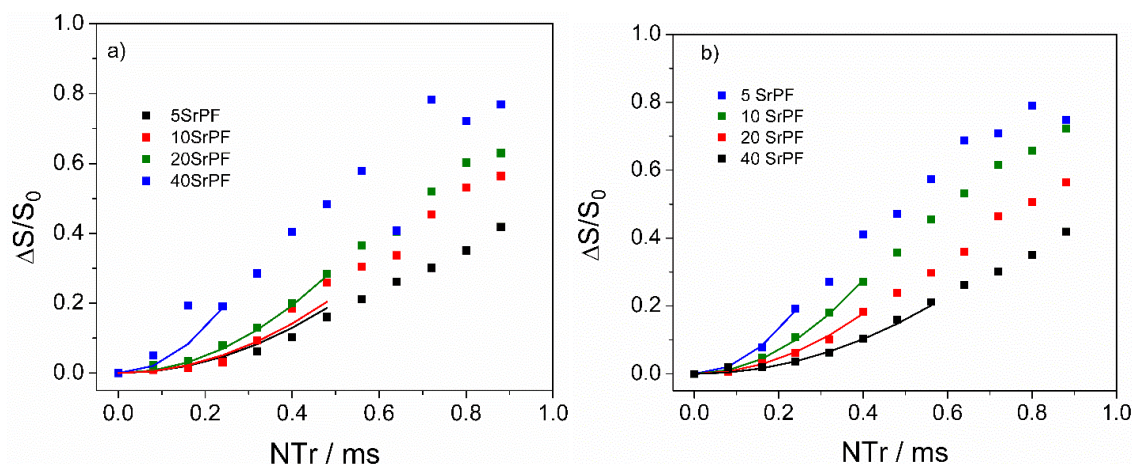 a)
5SrPF
10SrPF
20SrPF
40SrPF
ΔS/S₀
1.0
0.8
0.6
0.4
0.2
0.0
0.0 0.2 0.4 0.6 0.8 1.0
NTr / ms
b)
5 SrPF
10 SrPF
20 SrPF
40 SrPF
ΔS/S₀
1.0
0.8
0.6
0.4
0.2
0.0
0.0 0.2 0.4 0.6 0.8 1.0
NTr / ms